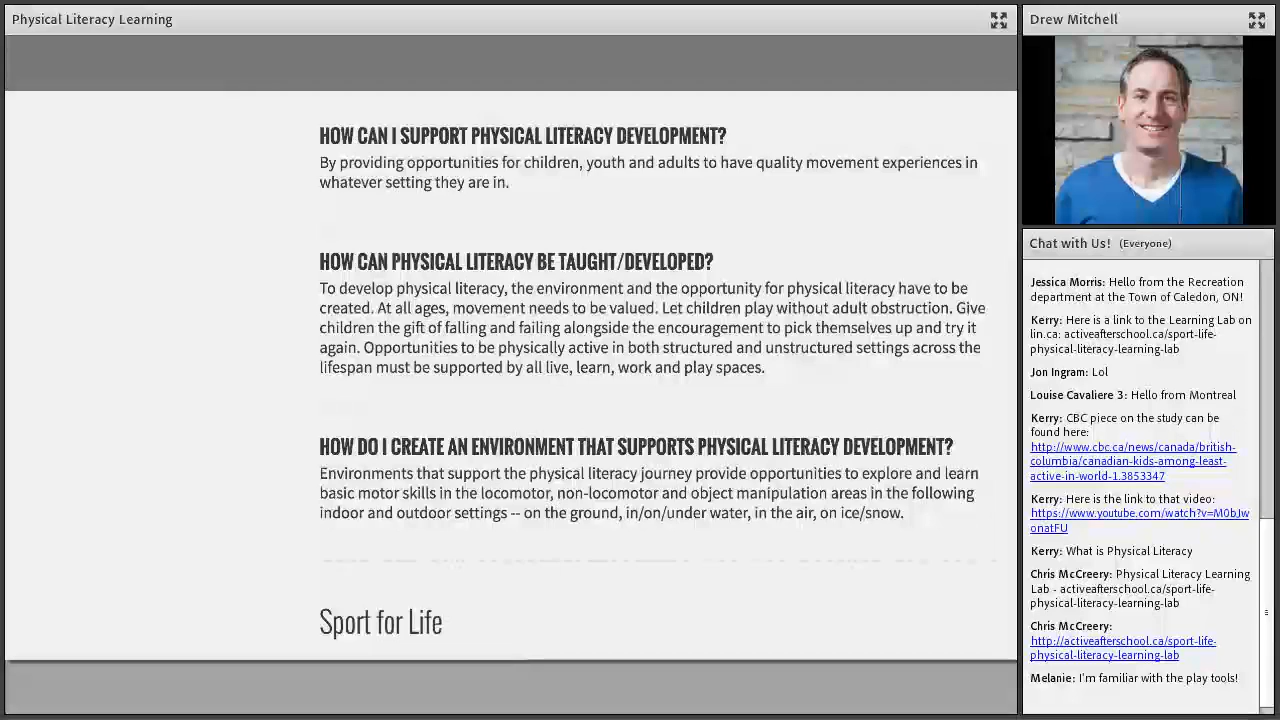 Physical Literacy Learning
HOW CAN I SUPPORT PHYSICAL LITERACY DEVELOPMENT?
By providing opportunities for children, youth and adults to have quality movement experiences in
whatever setting they are in.
HOW CAN PHYSICAL LITERACY BE TAUGHT/DEVELOPED?
To develop physical literacy, the environment and the opportunity for physical literacy have to be
created. At all ages, movement needs to be valued. Let children play without adult obstruction. Give
children the gift of falling and failing alongside the encouragement to pick themselves up and try it
again. Opportunities to be physically active in both structured and unstructured settings across the
lifespan must be supported by all live, learn, work and play spaces.
HOW DO I CREATE AN ENVIRONMENT THAT SUPPORTS PHYSICAL LITERACY DEVELOPMENT?
Environments that support the physical literacy journey provide opportunities to explore and learn
basic motor skills in the locomotor, non-locomotor and object manipulation areas in the following
indoor and outdoor settings -- on the ground, in/on/under water, in the air, on ice/snow.
Sport for Life
Drew Mitchell
Chat with Us! (Everyone)
Jessica Morris: Hello from the Recreation
department at the Town of Caledon, ON!
Kerry: Here is a link to the Learning Lab on
lin.ca: activeafterschool.ca/sport-life-
physical-literacy-learning-lab
Jon Ingram: Lol
Louise Cavaliere 3: Hello from Montreal
Kerry: CBC piece on the study can be
found here:
http://www.cbc.ca/news/canada/british-
columbia/canadian-kids-among-least-
active-in-world-1.3853347
Kerry: Here is the link to that video:
https://www.youtube.com/watch?v=M0bJw
onatFU
Kerry: What is Physical Literacy
Chris McCreery: Physical Literacy Learning
Lab - activeafterschool.ca/sport-life-
physical-literacy-learning-lab
Chris McCreery:
http://activeafterschool.ca/sport-life-
physical-literacy-learning-lab
Melanie: I'm familiar with the play tools!